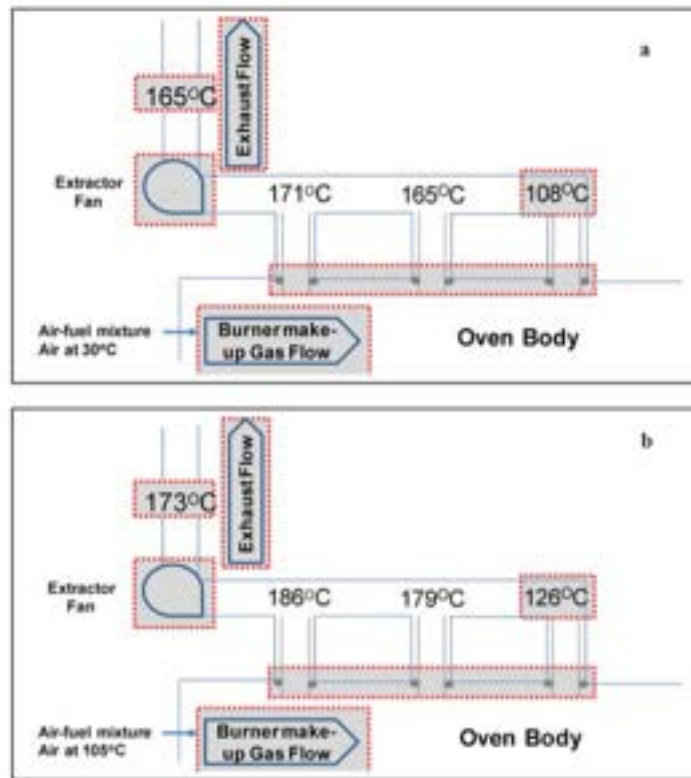 a
165°C
Exhaust Flow
Extractor
Fan
171°C
165°C
108°C
Air-fuel mixture
Air at 30°C
Burner make-
up Gas Flow
Oven Body
b
173°C
Exhaust Flow
Extractor
Fan
186°C
179°C
126°C
Air-fuel mixture
Air at 105°C
Burner make-
up Gas Flow
Oven Body